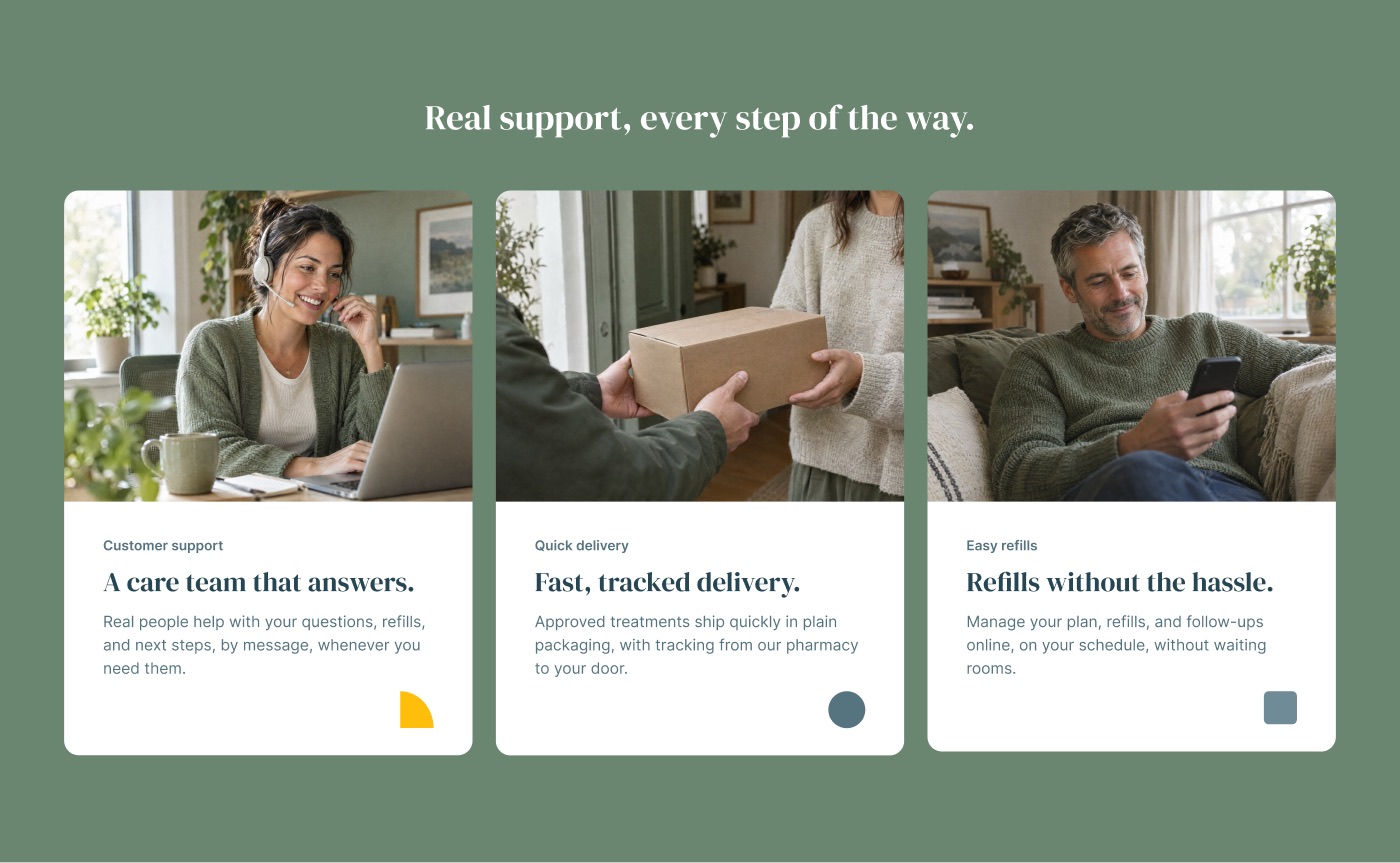 Real support, every step of the way.
Customer support
A care team that answers.
Real people help with your questions, refills,
and next steps, by message, whenever you
need them.
Quick delivery
Fast, tracked delivery.
Approved treatments ship quickly in plain
packaging, with tracking from our pharmacy
to your door.
Easy refills
Refills without the hassle.
Manage your plan, refills, and follow-ups
online, on your schedule, without waiting
rooms.